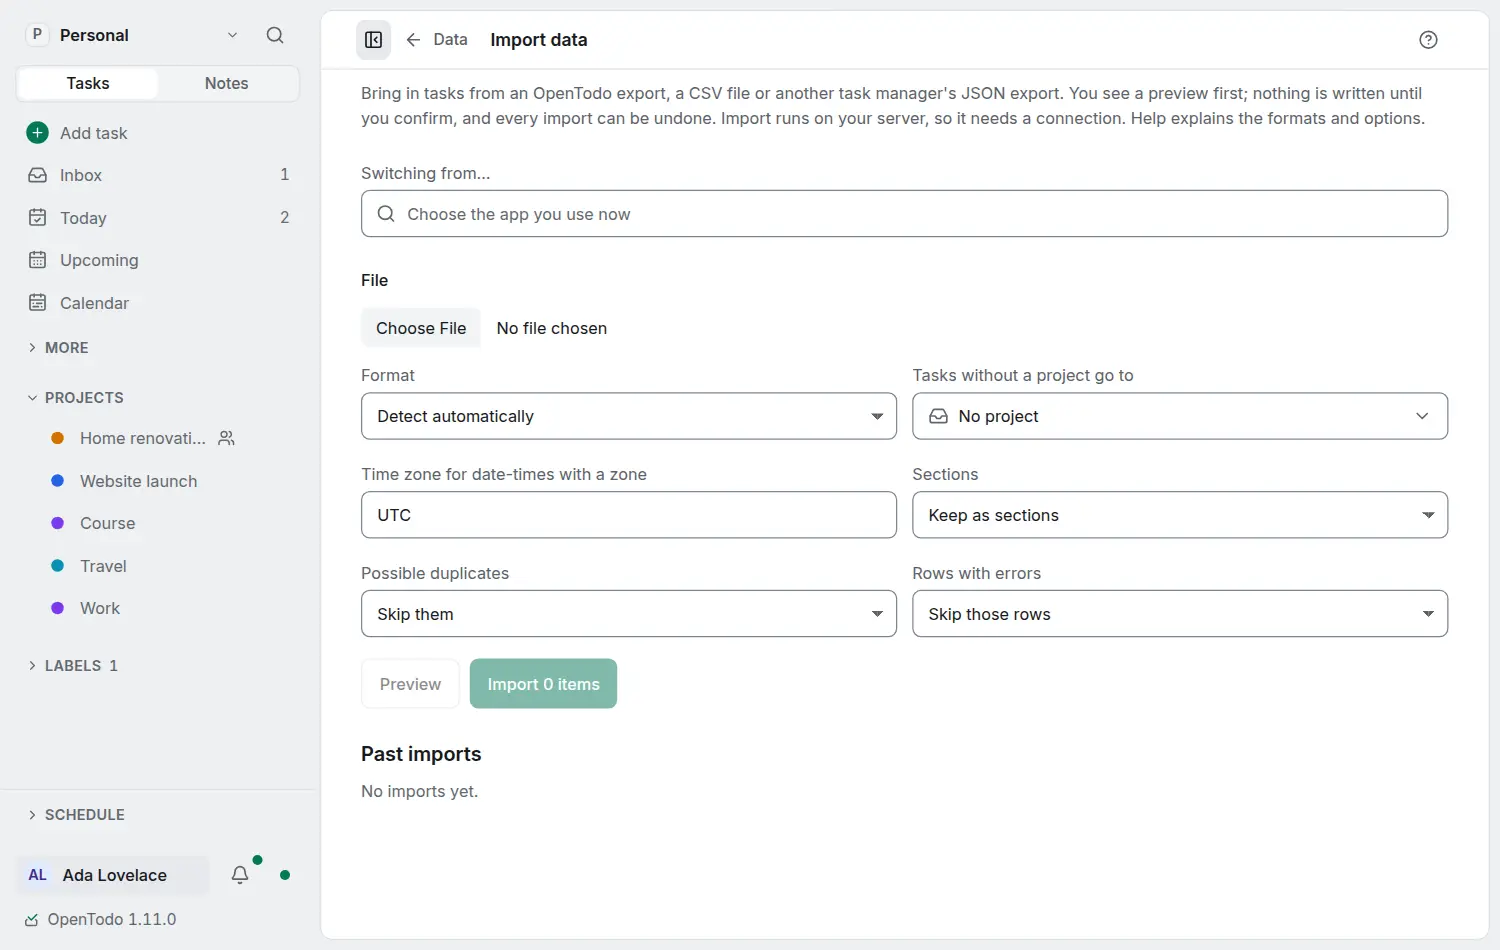 P Personal
Tasks Notes
Add task
Inbox 1
Today 2
Upcoming
Calendar
MORE
PROJECTS
Home renovati...
Website launch
Course
Travel
Work
LABELS 1
SCHEDULE
AL Ada Lovelace
OpenTodo 1.11.0
Data Import data
Bring in tasks from an OpenTodo export, a CSV file or another task manager's JSON export. You see a preview first; nothing is written until
you confirm, and every import can be undone. Import runs on your server, so it needs a connection. Help explains the formats and options.
Switching from...
Choose the app you use now
File
Choose File No file chosen
Format Tasks without a project go to
Detect automatically No project
Time zone for date-times with a zone Sections
UTC Keep as sections
Possible duplicates Rows with errors
Skip them Skip those rows
Preview Import 0 items
Past imports
No imports yet.